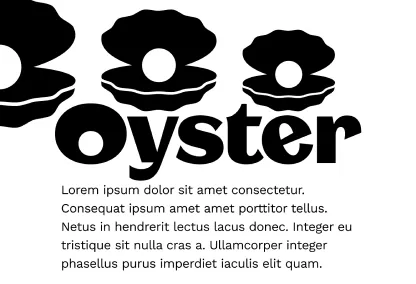 Oyster
Lorem ipsum dolor sit amet consectetur.
Consequat ipsum amet amet porttitor tellus.
Netus in hendrerit lectus lacus donec. Integer eu
tristique sit nulla cras a. Ullamcorper integer
phasellus purus imperdiet iaculis elit quam.